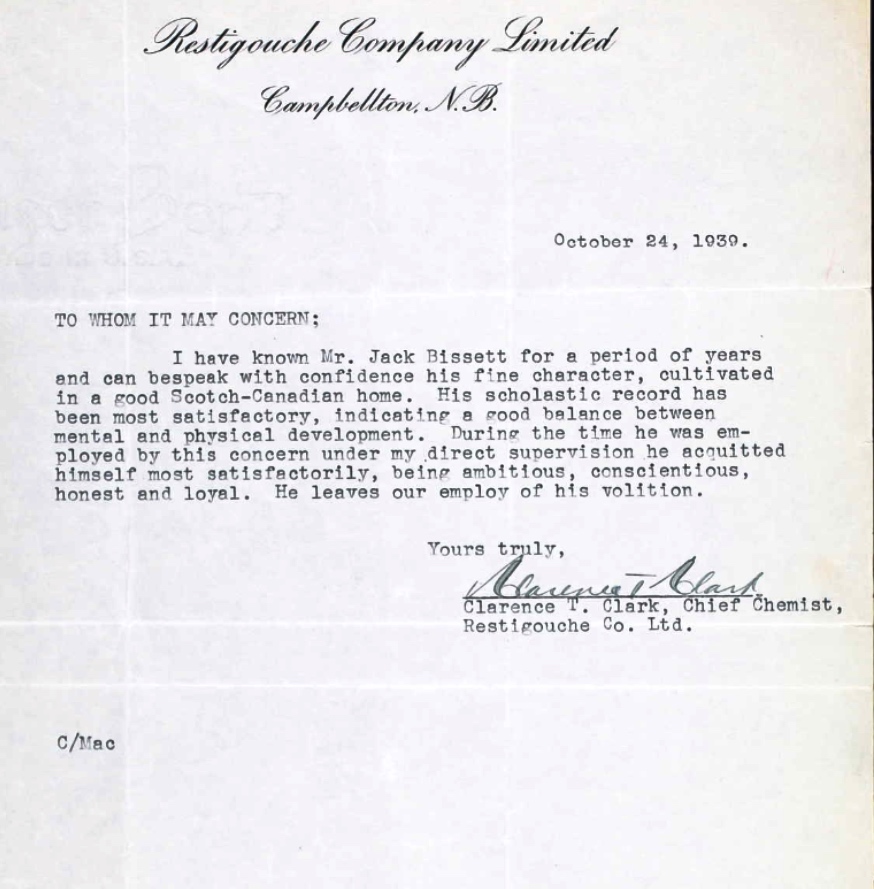 Restigouche Company Limited
Campbellton, N.B.
October 24, 1939.
TO WHOM IT MAY CONCERN;
I have known Mr. Jack Bissett for a period of years
and can bespeak with confidence his fine character, cultivated
in a good Scotch-Canadian home. His scholastic record has
been most satisfactory, indicating a good balance between
mental and physical development. During the time he was em-
ployed by this concern under my direct supervision he acquitted
himself most satisfactorily, being ambitious, conscientious,
honest and loyal. He leaves our employ of his volition.
Yours truly,
Clarence T Clark
Clarence T. Clark, Chief Chemist,
Restigouche Co. Ltd.
C/Mac